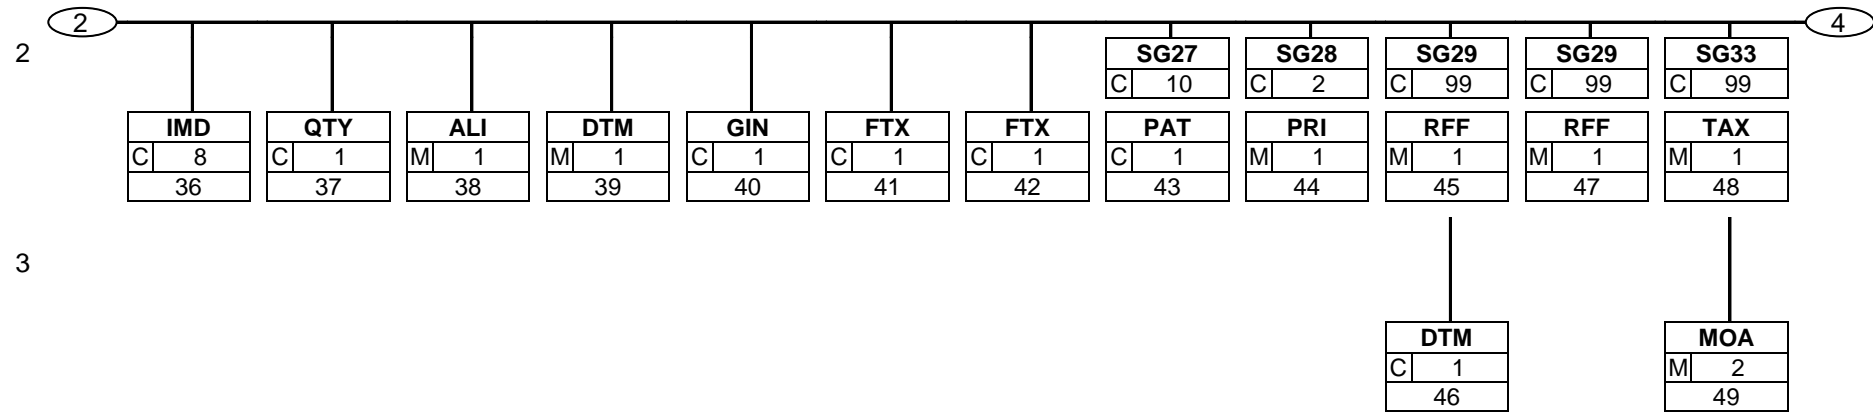 2 4
2 SG27 SG28 SG29 SG29 SG33
C 10 C 2 C 99 C 99 C 99
IMD QTY ALI DTM GIN FTX FTX PAT PRI RFF RFF TAX
C 8 C 1 M 1 M 1 C 1 C 1 C 1 C 1 M 1 M 1 M 1 M 1
36 37 38 39 40 41 42 43 44 45 47 48
3
DTM MOA
C 1 M 2
46 49